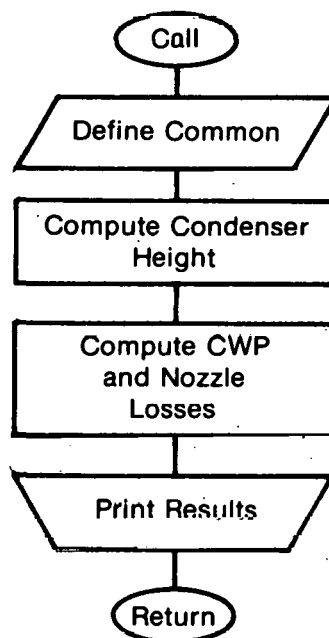 Call
Define Common
Compute Condenser
Height
Compute CWP
and Nozzle
Losses
Print Results
Return